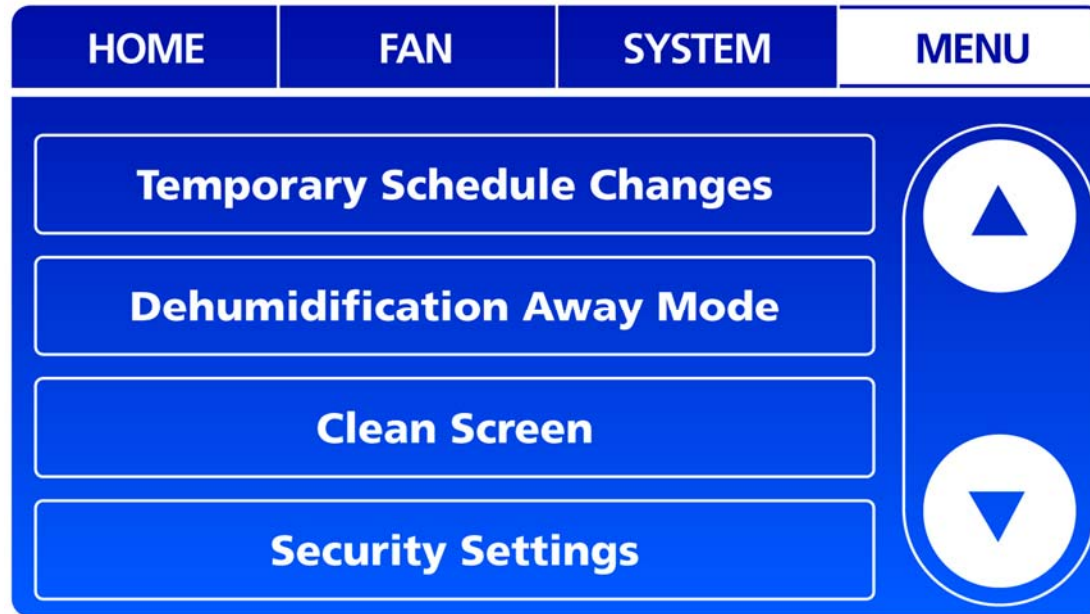 HOME FAN SYSTEM MENU
Temporary Schedule Changes
Dehumidification Away Mode
Clean Screen
Security Settings